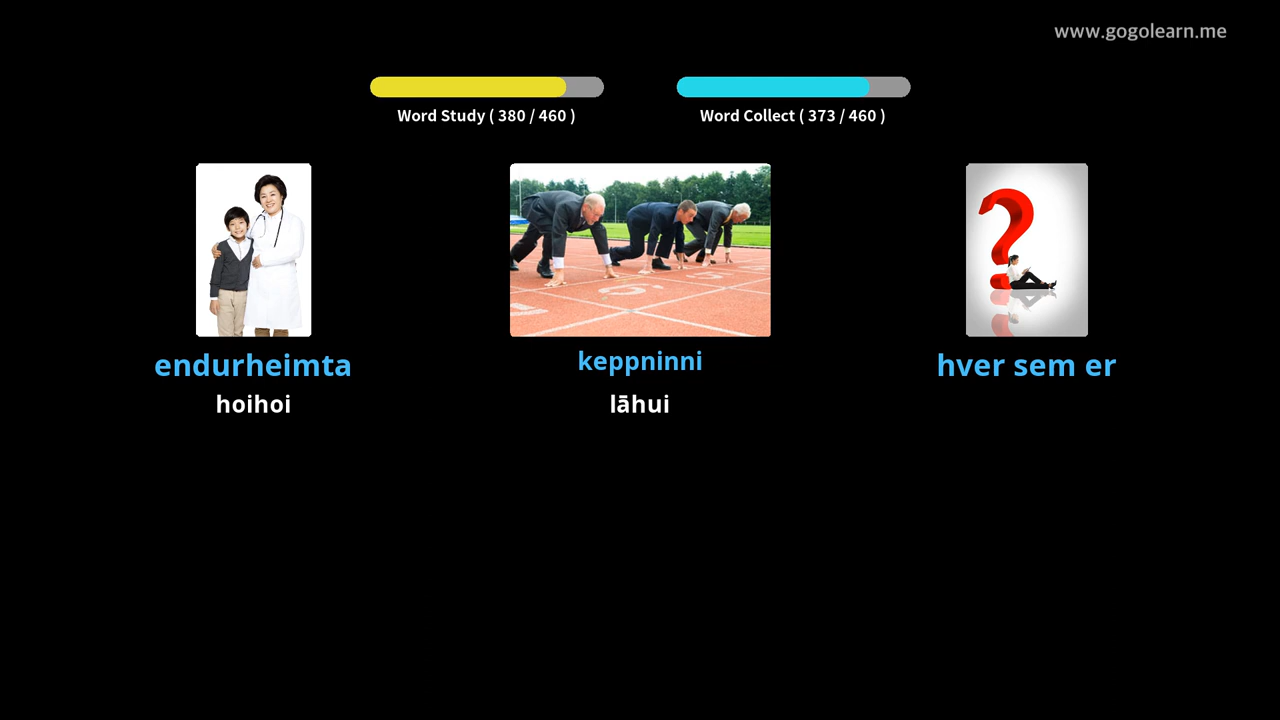 www.gogolearn.me
Word Study ( 380 / 460 )
Word Collect ( 373 / 460 )
endurheimta
keppninni
hver sem er
hoihoi
lāhui